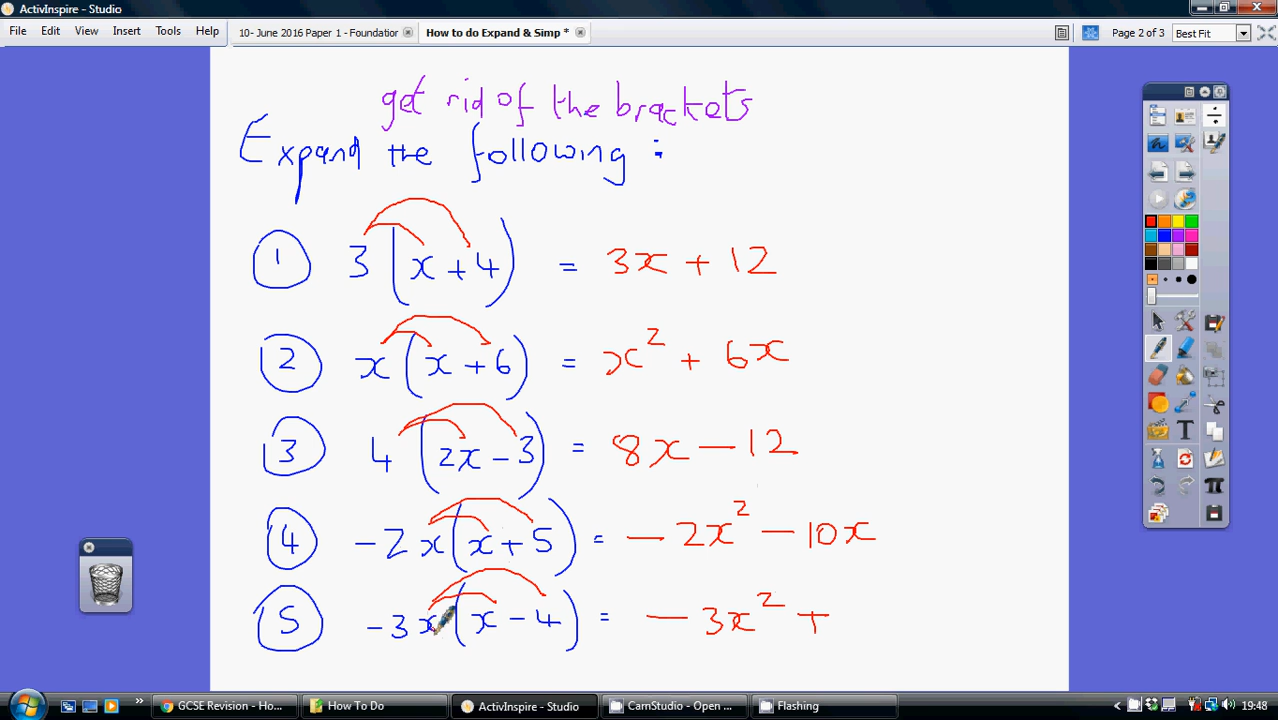 ActivInspire - Studio
File Edit View Insert Tools Help
10- June 2016 Paper 1 - Foundatior
How to do Expand & Simp *
Page 2 of 3
Best Fit
get rid of the brackets
Expand the following :
1 3(x+4) = 3x + 12
2 x(x+6) = x² + 6x
3 4(2x-3) = 8x - 12
4 -2x(x+5) = -2x² - 10x
5 -3x(x-4) = -3x² +
GCSE Revision - Ho...
How To Do
ActivInspire - Studio
CamStudio - Open ...
Flashing
19:48